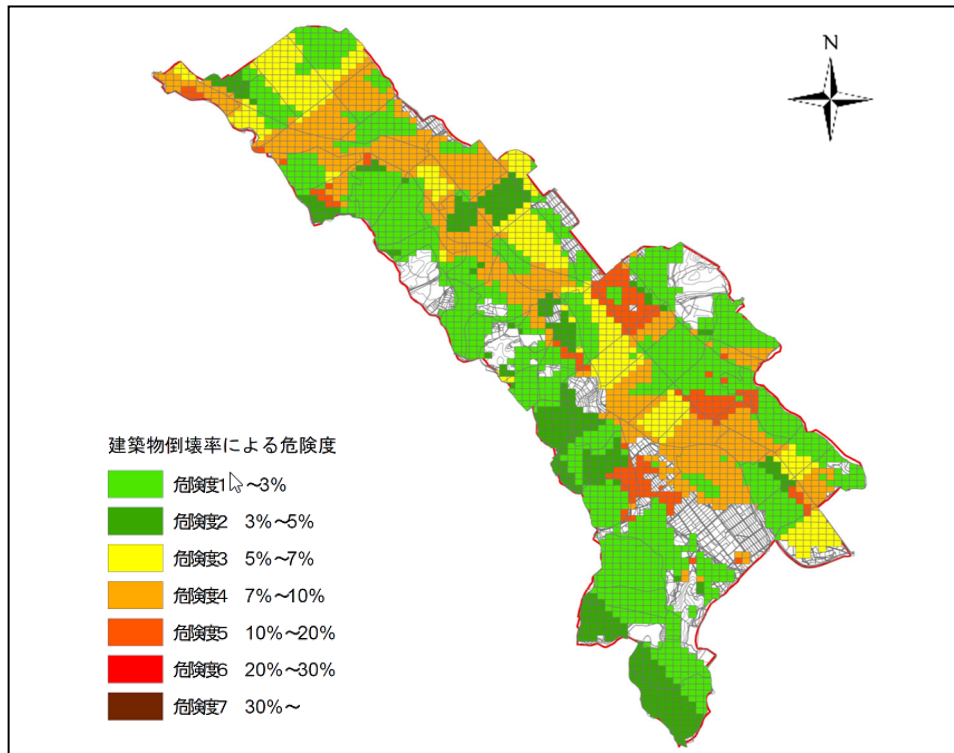 N
建築物倒壊率による危険度
危険度1 ～3%
危険度2 3%～5%
危険度3 5%～7%
危険度4 7%～10%
危険度5 10%～20%
危険度6 20%～30%
危険度7 30%～